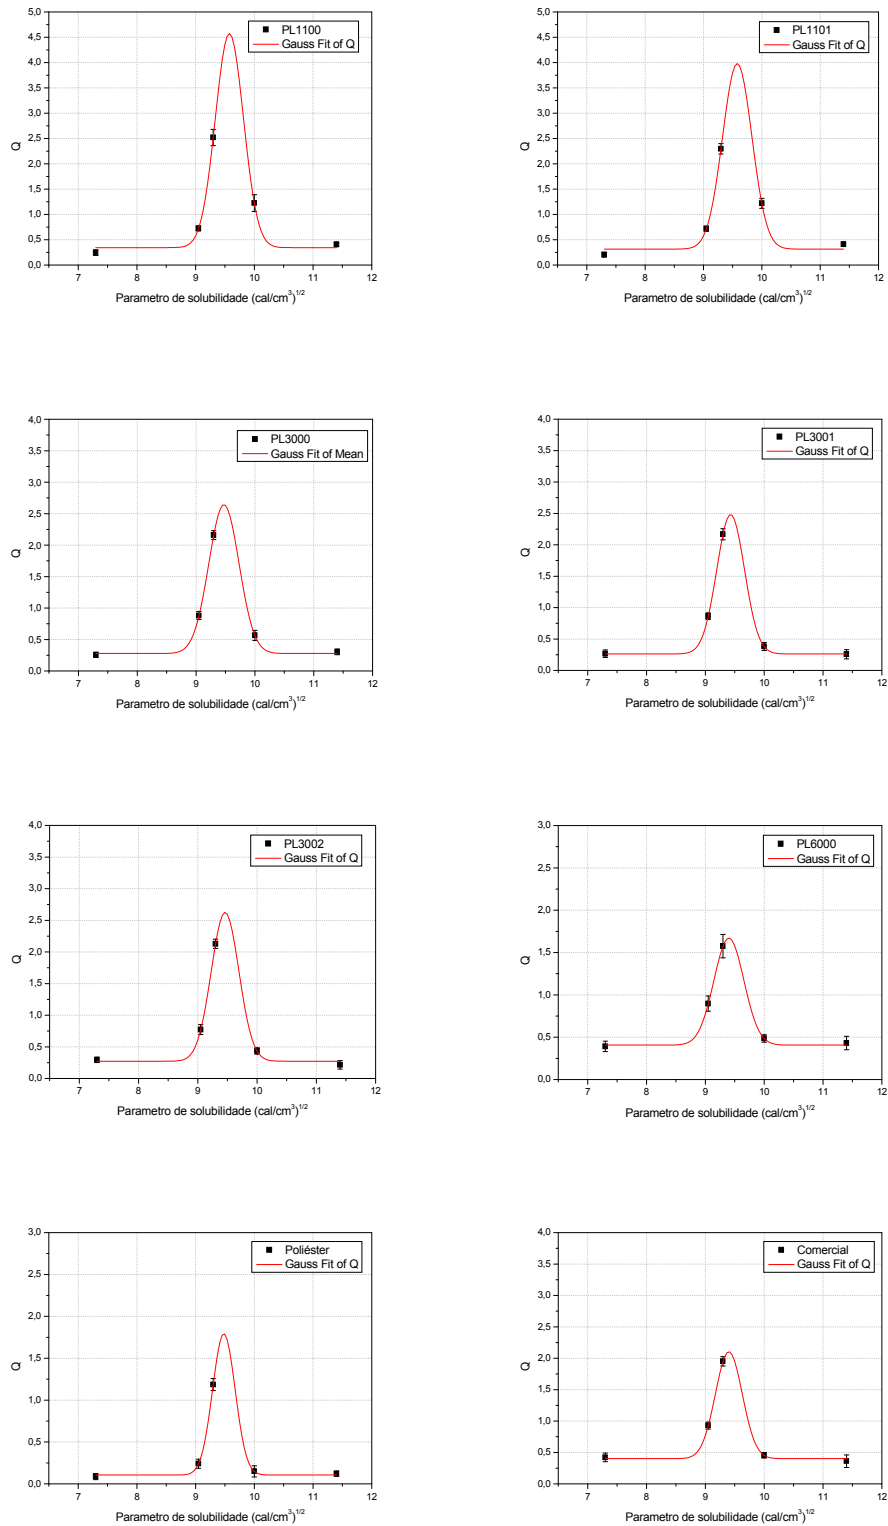 PL1100
Gauss Fit of Q
5,0
4,5
4,0
3,5
3,0
2,5
2,0
1,5
1,0
0,5
0,0
Q
7 8 9 10 11 12
Parametro de solubilidade (cal/cm³)^1/2
PL1101
Gauss Fit of Q
5,0
4,5
4,0
3,5
3,0
2,5
2,0
1,5
1,0
0,5
0,0
Q
7 8 9 10 11 12
Parametro de solubilidade (cal/cm³)^1/2
PL3000
Gauss Fit of Mean
4,0
3,5
3,0
2,5
2,0
1,5
1,0
0,5
0,0
Q
7 8 9 10 11 12
Parametro de solubilidade (cal/cm³)^1/2
PL3001
Gauss Fit of Q
4,0
3,5
3,0
2,5
2,0
1,5
1,0
0,5
0,0
Q
7 8 9 10 11 12
Parametro de solubilidade (cal/cm³)^1/2
PL3002
Gauss Fit of Q
4,0
3,5
3,0
2,5
2,0
1,5
1,0
0,5
0,0
Q
7 8 9 10 11 12
Parametro de solubilidade (cal/cm³)^1/2
PL6000
Gauss Fit of Q
3,0
2,5
2,0
1,5
1,0
0,5
0,0
Q
7 8 9 10 11 12
Parametro de solubilidade (cal/cm³)^1/2
Poliéster
Gauss Fit of Q
3,0
2,5
2,0
1,5
1,0
0,5
0,0
Q
7 8 9 10 11 12
Parametro de solubilidade (cal/cm³)^1/2
Comercial
Gauss Fit of Q
4,0
3,5
3,0
2,5
2,0
1,5
1,0
0,5
0,0
Q
7 8 9 10 11 12
Parametro de solubilidade (cal/cm³)^1/2